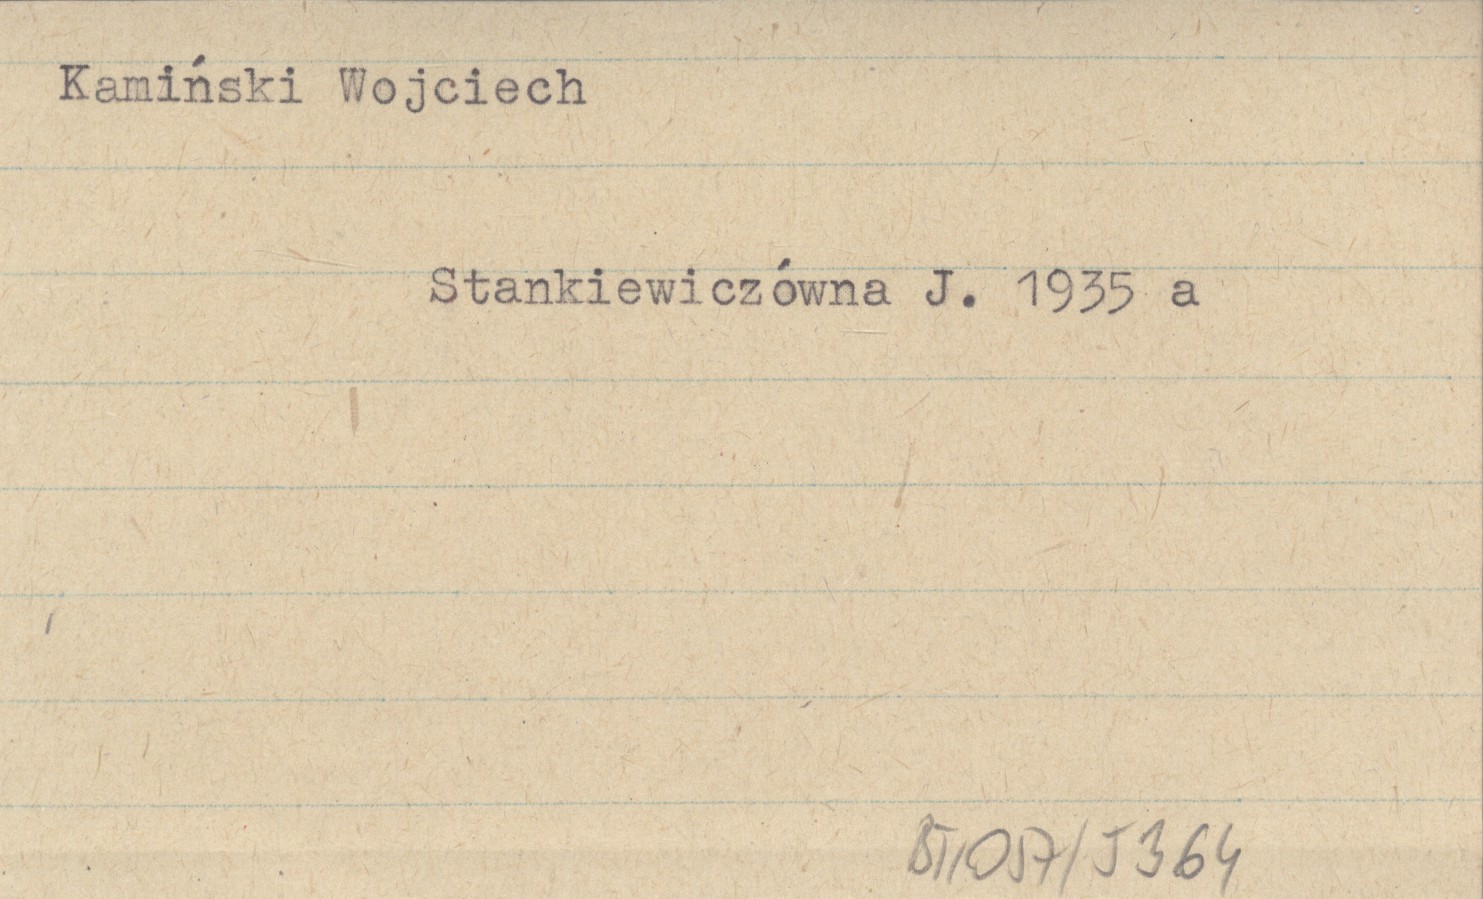 Kamiński Wojciech
Stankiewiczówna J. 1935 a
BT/057/J364